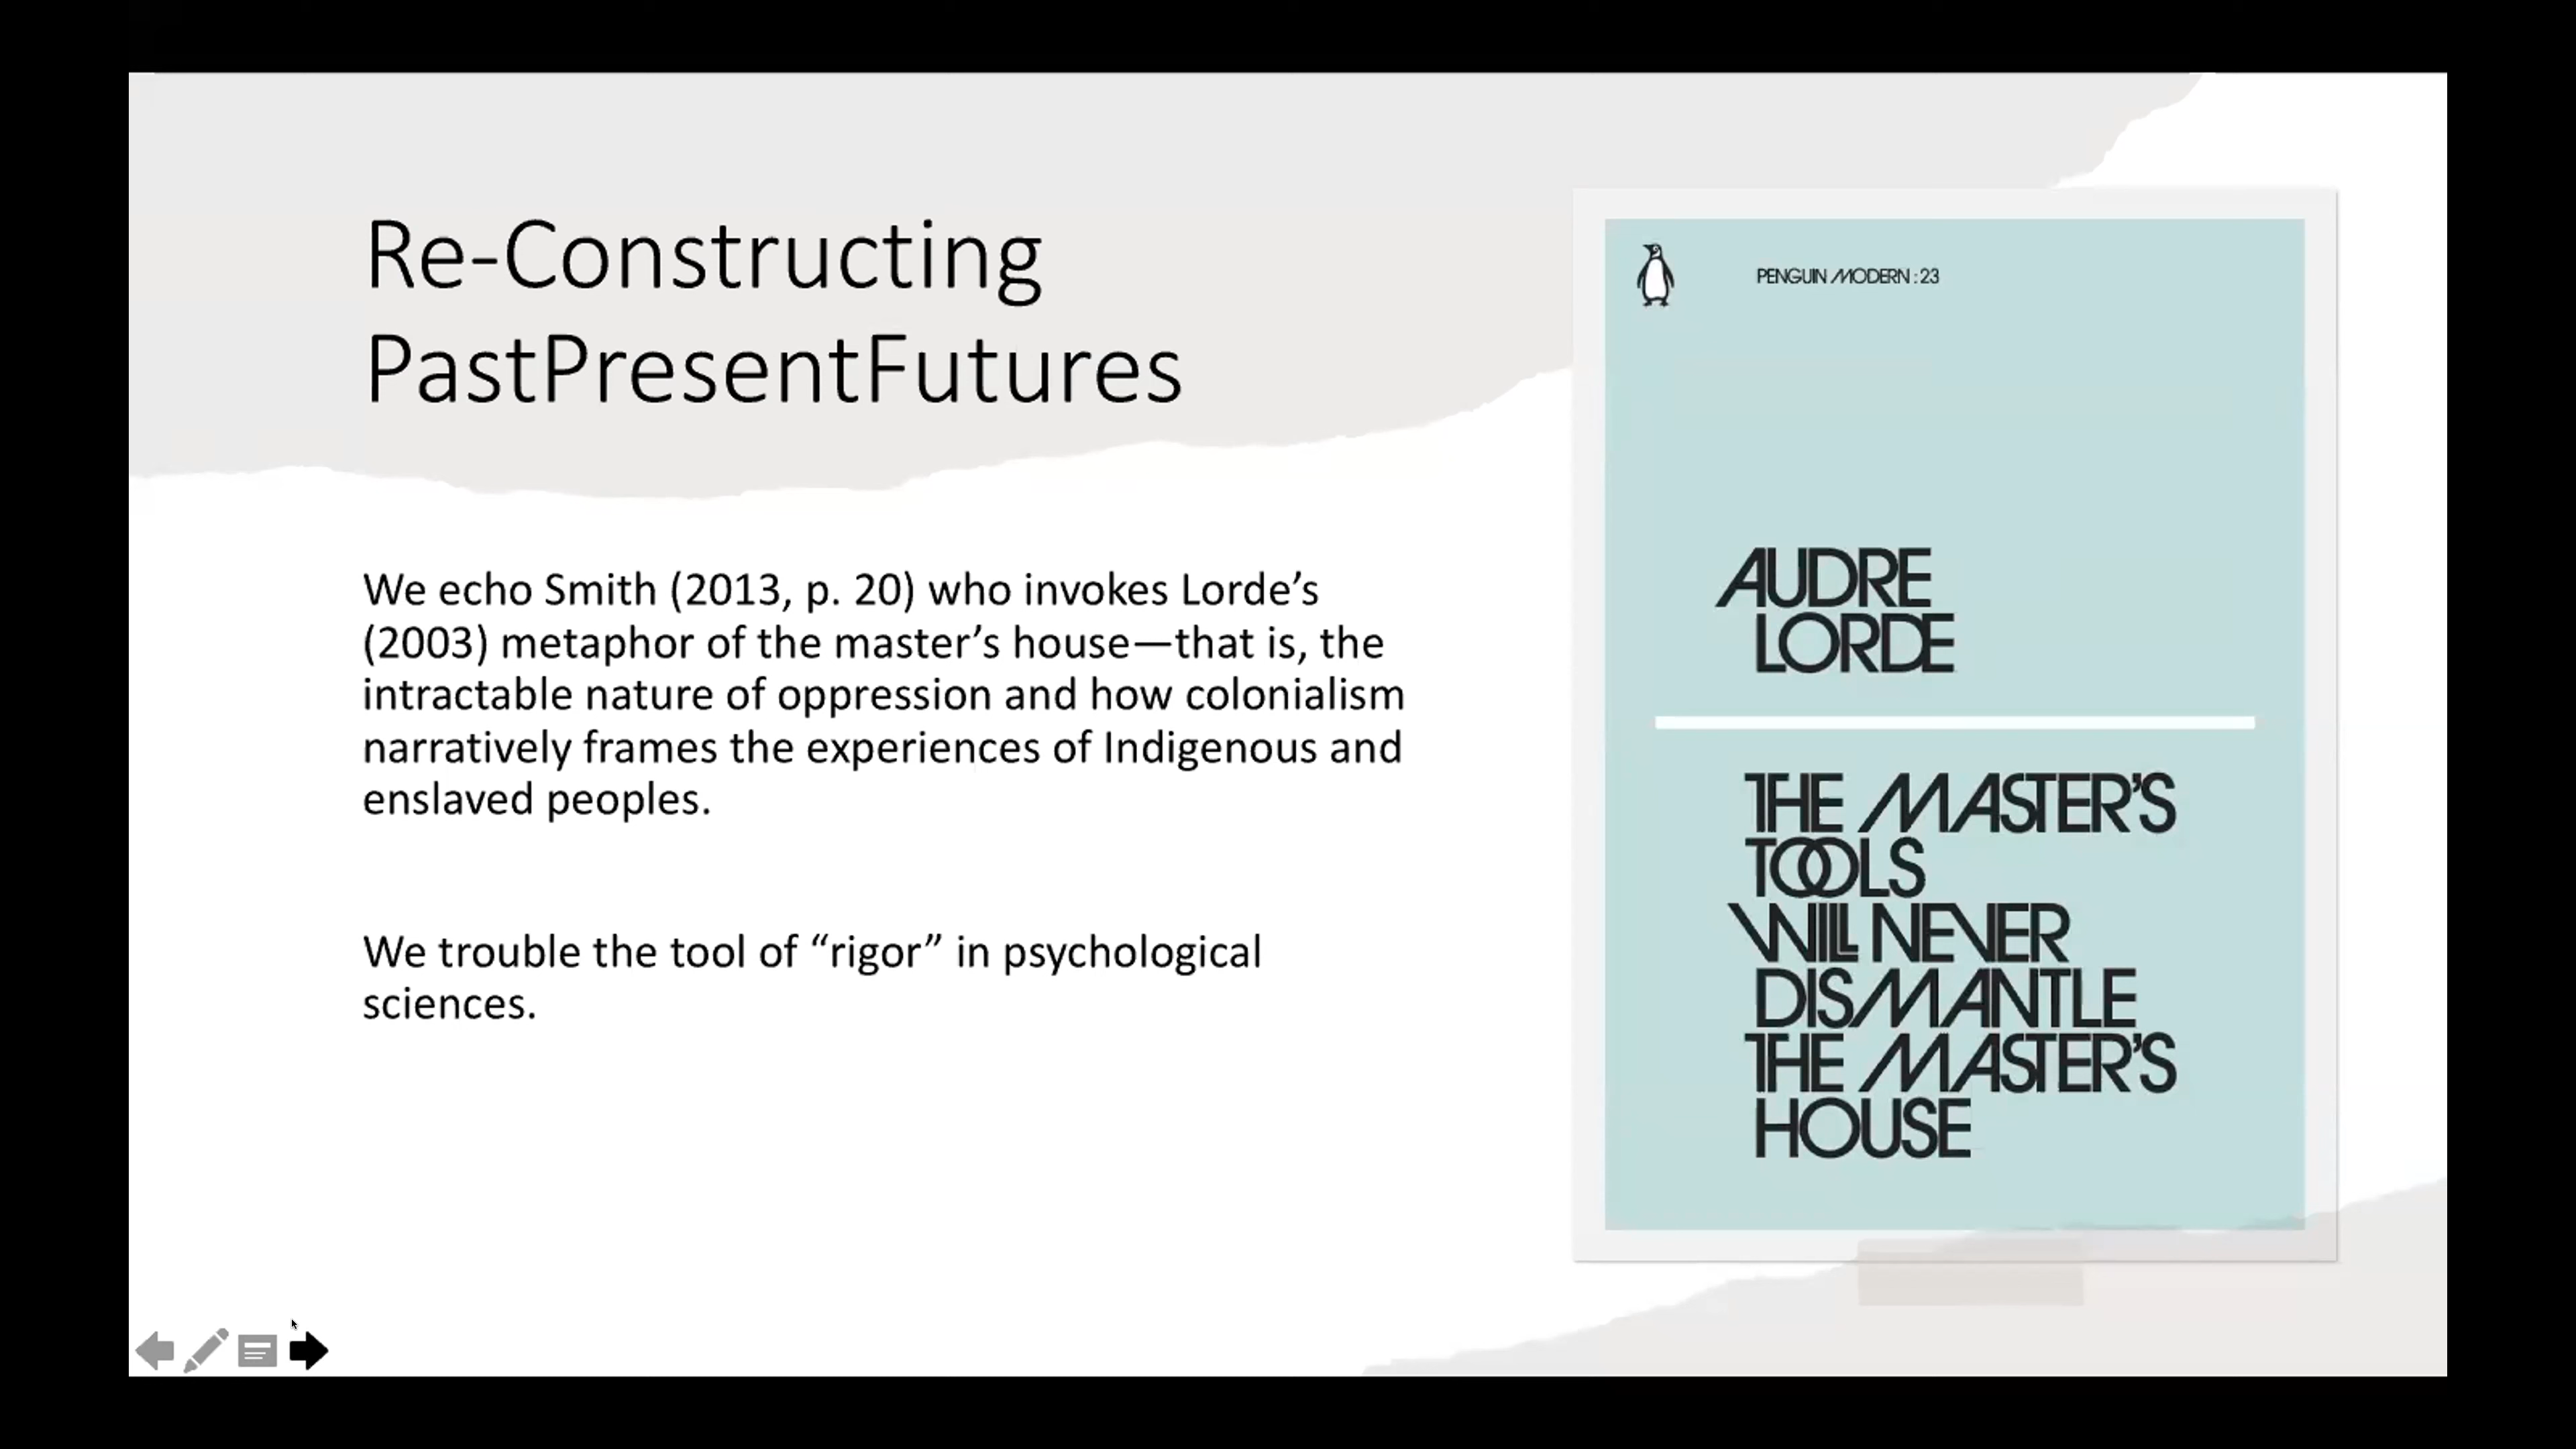 Re-Constructing
PastPresentFutures
We echo Smith (2013, p. 20) who invokes Lorde’s
(2003) metaphor of the master’s house—that is, the
intractable nature of oppression and how colonialism
narratively frames the experiences of Indigenous and
enslaved peoples.
We trouble the tool of “rigor” in psychological
sciences.
PENGUIN MODERN : 23
AUDRE
LORDE
THE MASTER’S
TOOLS
WILL NEVER
DISMANTLE
THE MASTER’S
HOUSE